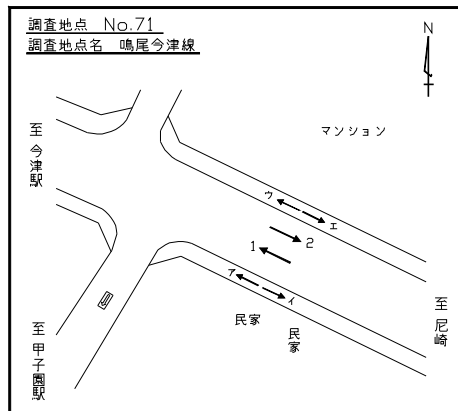 調査地点 No.71
調査地点名 鳴尾今津線
N
至今津駅
マンション
ウ
エ
1
2
ア
イ
至尼崎
民家
民家
至甲子園駅